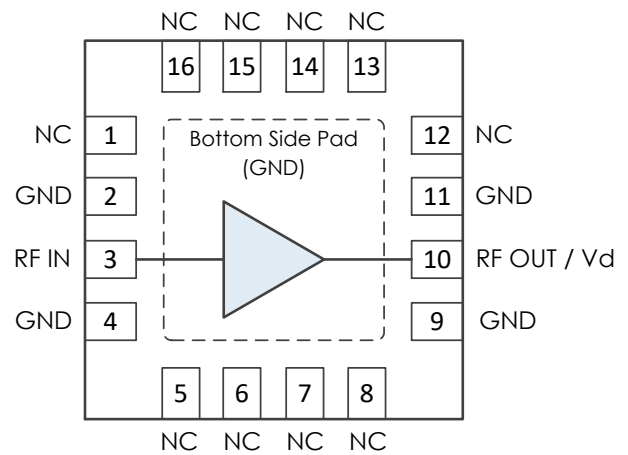 NC NC NC NC
16 15 14 13
Bottom Side Pad
(GND)
NC 1
GND 2
RF IN 3
GND 4
12 NC
11 GND
10 RF OUT / Vd
9 GND
5 6 7 8
NC NC NC NC